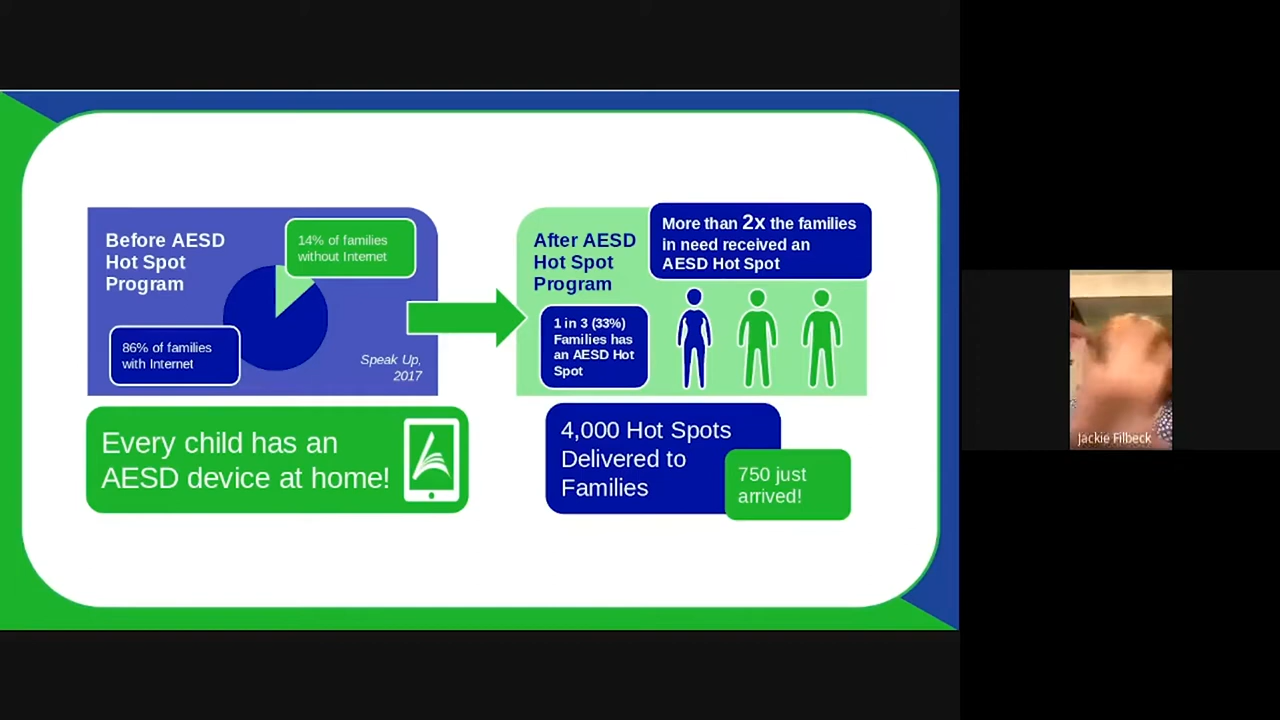 Before AESD
Hot Spot
Program
14% of families
without Internet
86% of families
with Internet
Speak Up,
2017
After AESD
Hot Spot
Program
More than 2x the families
in need received an
AESD Hot Spot
1 in 3 (33%)
Families has
an AESD Hot
Spot
Every child has an
AESD device at home!
4,000 Hot Spots
Delivered to
Families
750 just
arrived!
Jackie Filbeck